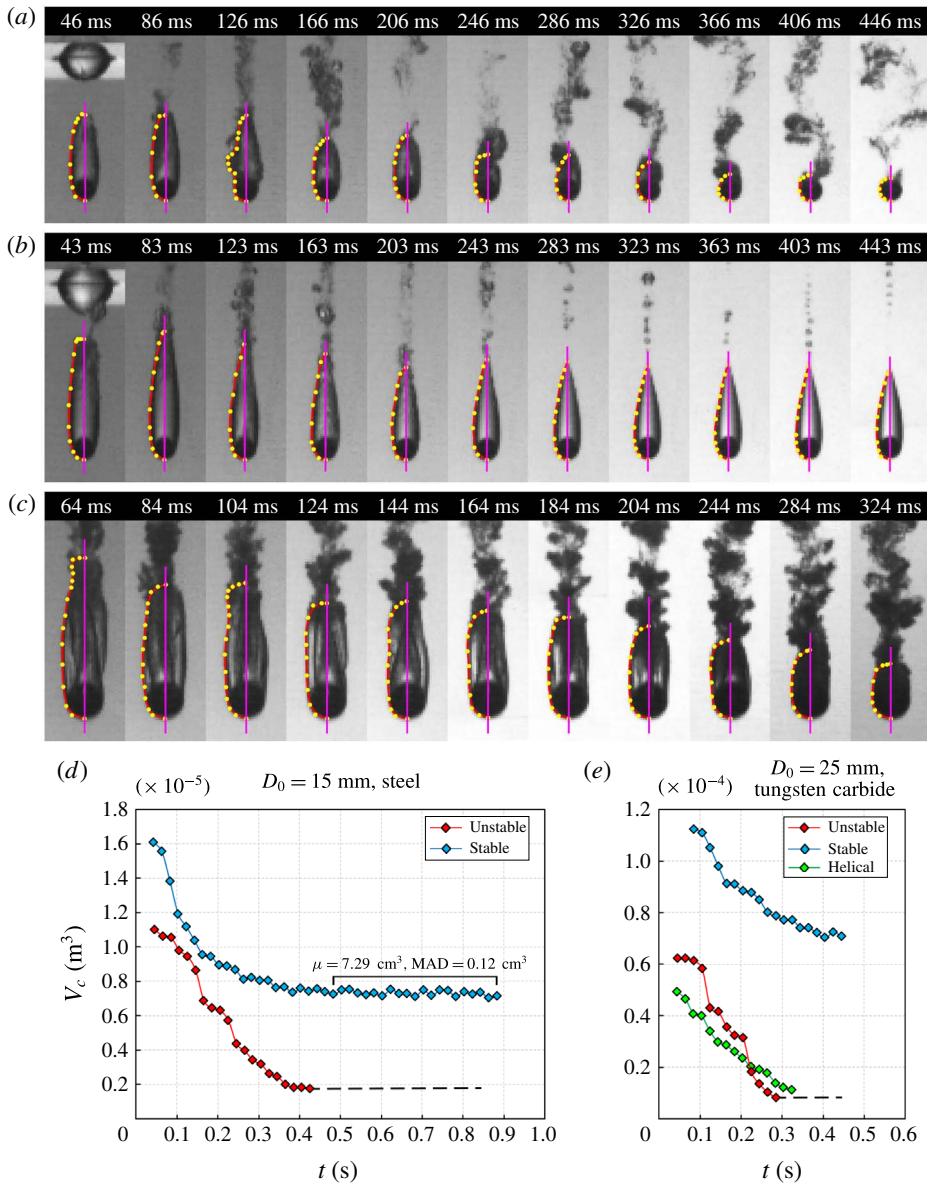 (a) 46 ms 86 ms 126 ms 166 ms 206 ms 246 ms 286 ms 326 ms 366 ms 406 ms 446 ms
(b) 43 ms 83 ms 123 ms 163 ms 203 ms 243 ms 283 ms 323 ms 363 ms 403 ms 443 ms
(c) 64 ms 84 ms 104 ms 124 ms 144 ms 164 ms 184 ms 204 ms 244 ms 284 ms 324 ms
(d) (× 10⁻⁵) D₀ = 15 mm, steel
1.8
1.6
1.4
1.2
1.0
0.8
0.6
0.4
0.2
0 0.1 0.2 0.3 0.4 0.5 0.6 0.7 0.8 0.9 1.0
V_c (m³)
t (s)
Unstable
Stable
μ = 7.29 cm³, MAD = 0.12 cm³
(e) (× 10⁻⁴) D₀ = 25 mm,
tungsten carbide
1.2
1.0
0.8
0.6
0.4
0.2
0 0.1 0.2 0.3 0.4 0.5 0.6
t (s)
Unstable
Stable
Helical